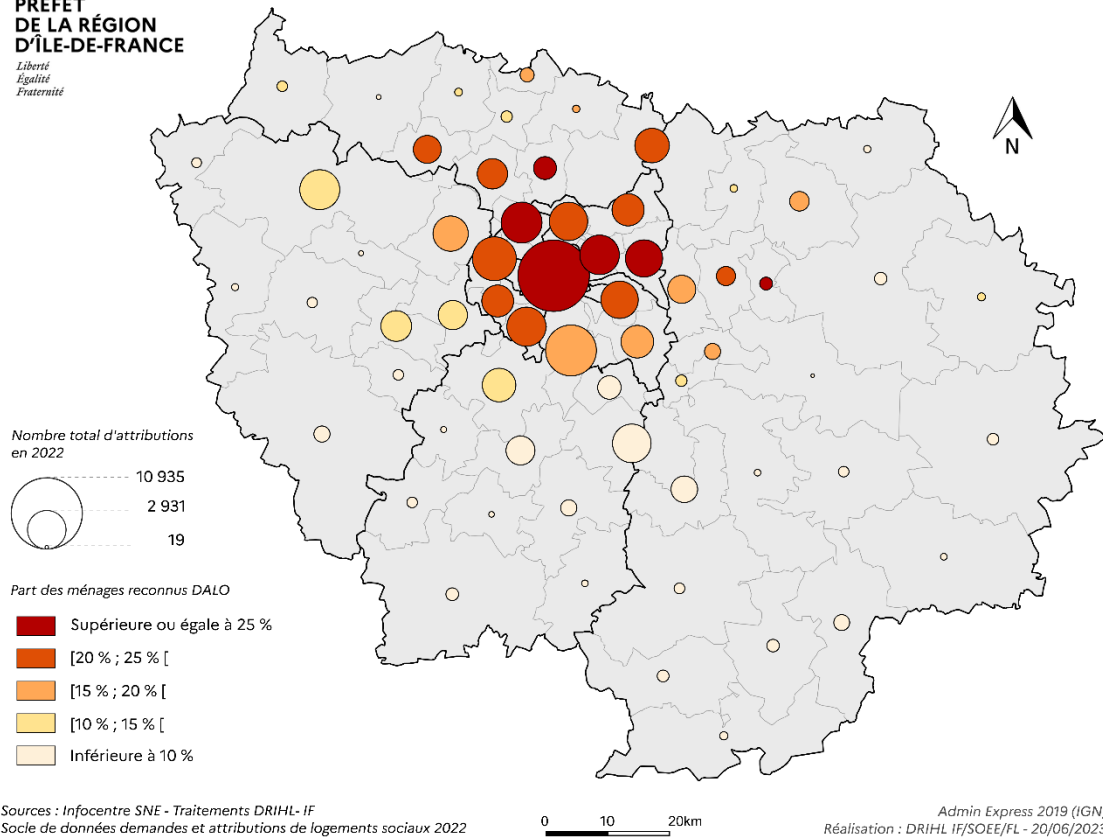 PRÉFET
DE LA RÉGION
D'ÎLE-DE-FRANCE
Liberté
Égalité
Fraternité
N
Nombre total d'attributions
en 2022
10 935
2 931
19
Part des ménages reconnus DALO
Supérieure ou égale à 25 %
[20 % ; 25 % [
[15 % ; 20 % [
[10 % ; 15 % [
Inférieure à 10 %
Sources : Infocentre SNE - Traitements DRIHL- IF
Socle de données demandes et attributions de logements sociaux 2022
0 10 20km
Admin Express 2019 (IGN)
Réalisation : DRIHL IF/SOEE/FL - 20/06/2023